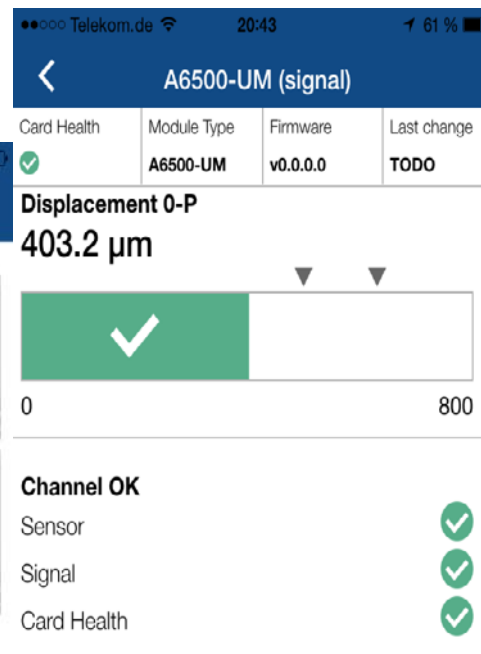 Telekom.de 20:43 61 %
A6500-UM (signal)
Card Health Module Type Firmware Last change
A6500-UM v0.0.0.0 TODO
Displacement 0-P
403.2 µm
0 800
Channel OK
Sensor
Signal
Card Health